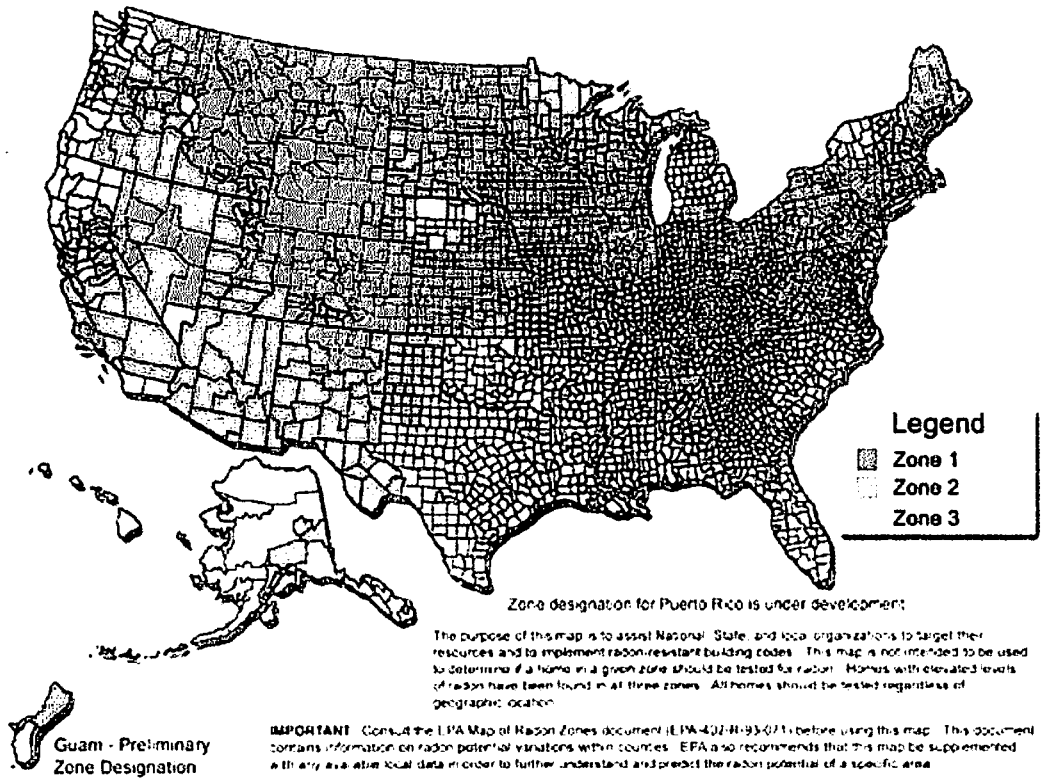 Legend
Zone 1
Zone 2
Zone 3
Zone designation for Puerto Rico is under development
The purpose of this map is to assist National, State, and local organizations to target their
resources and to implement radon-resistant building codes. This map is not intended to be used
to determine if a home in a given zone should be tested for radon. Homes with elevated levels
of radon have been found in all three zones. All homes should be tested regardless of
geographic location
Guam - Preliminary
Zone Designation
IMPORTANT Consult the EPA Map of Radon Zones document (EPA-402-R-93-071) before using this map. This document
contains information on radon potential variations within counties. EPA also recommends that this map be supplemented
with any available local data in order to further understand and predict the radon potential of a specific area